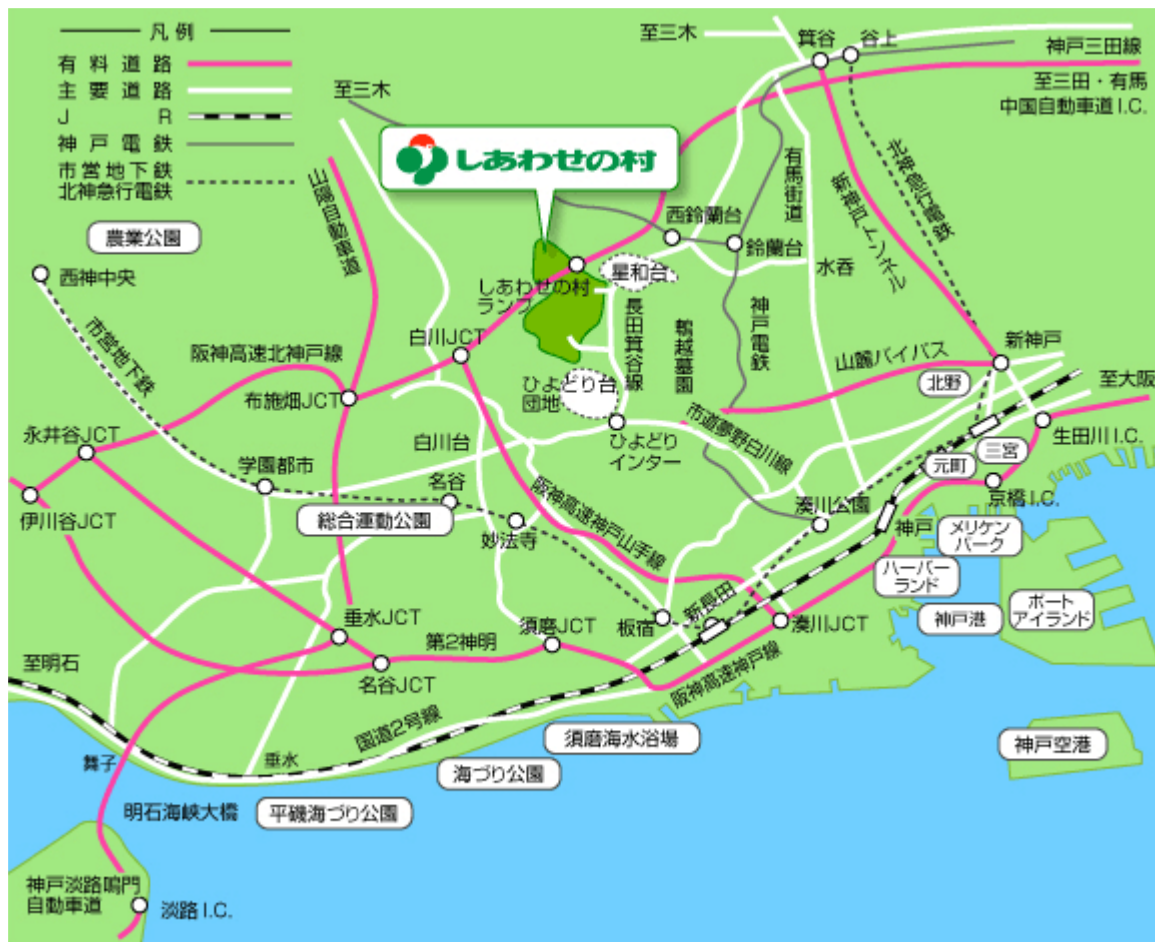 凡例
有料道路
主要道路
JR
神戸電鉄
市営地下鉄
北神急行電鉄
至三木
しあわせの村
至三木
箕谷
谷上
神戸三田線
至三田・有馬
中国自動車道I.C.
山陽自動車道
有馬街道
新神戸トンネル
北神急行電鉄
農業公園
西神中央
西鈴蘭台
鈴蘭台
水呑
星和台
しあわせの村
ランプ
市営地下鉄
阪神高速北神戸線
白川JCT
長田箕谷線
鵯越墓園
神戸電鉄
山麓バイパス
新神戸
北野
至大阪
布施畑JCT
ひよどり台
団地
永井谷JCT
白川台
ひよどり
インター
市道夢野白川線
生田川I.C.
三宮
元町
学園都市
名谷
京橋I.C.
伊川谷JCT
総合運動公園
妙法寺
阪神高速神戸山手線
湊川公園
神戸
メリケン
パーク
ハーバー
ランド
神戸港
ポート
アイランド
垂水JCT
第2神明
須磨JCT
板宿
新長田
湊川JCT
至明石
名谷JCT
阪神高速神戸線
国道2号線
須磨海水浴場
神戸空港
舞子
垂水
海づり公園
明石海峡大橋
平磯海づり公園
神戸淡路鳴門
自動車道
淡路I.C.